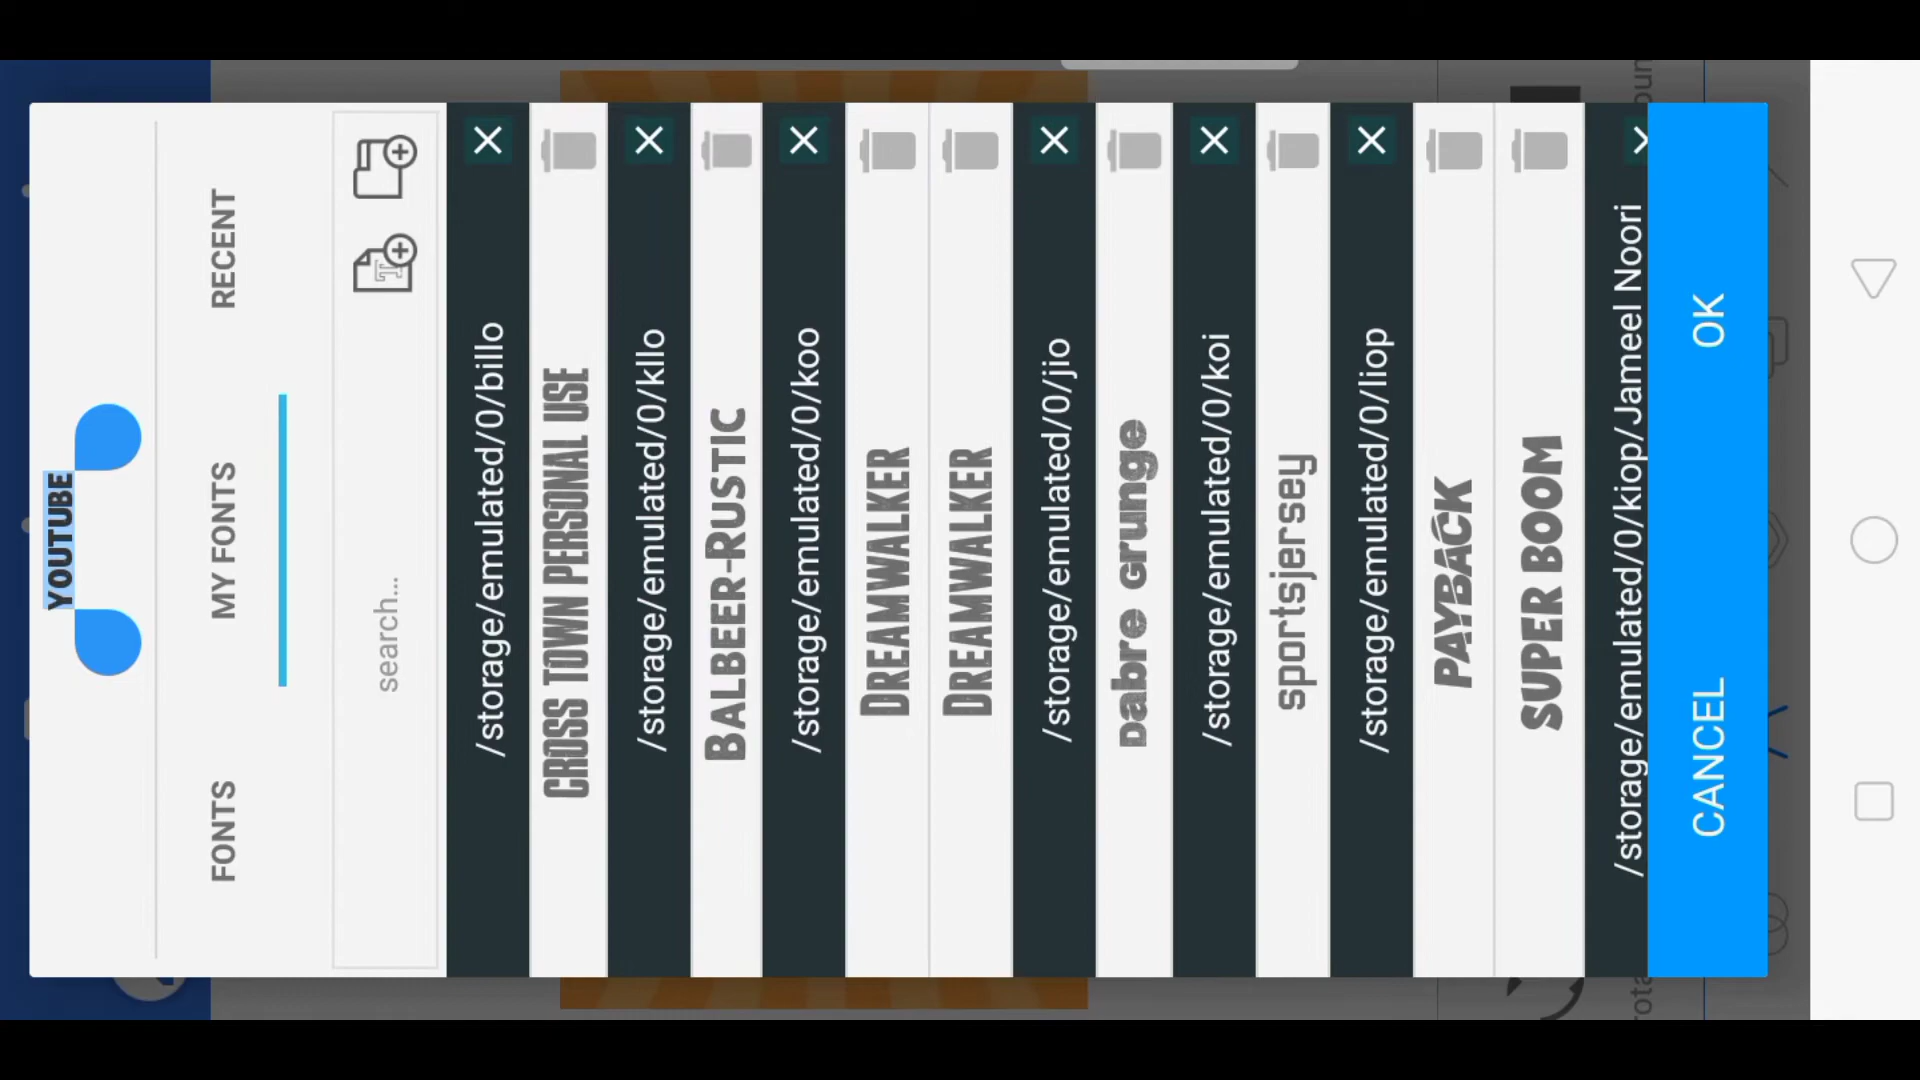 YOUTUBE
FONTS MY FONTS RECENT
search...
/storage/emulated/0/billo
CROSS TOWN PERSONAL USE
/storage/emulated/0/kllo
BALBEER-RUSTIC
/storage/emulated/0/koo
DREAMWALKER
DREAMWALKER
/storage/emulated/0/jio
Dabre Grunge
/storage/emulated/0/koi
sportsjersey
/storage/emulated/0/liop
PAYBACK
SUPER BOOM
/storage/emulated/0/kiop/Jameel Noori
CANCEL OK